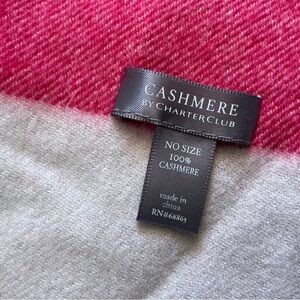 CASHMERE
BY CHARTER CLUB
NO SIZE
100%
CASHMERE
made in
china
RN#68865